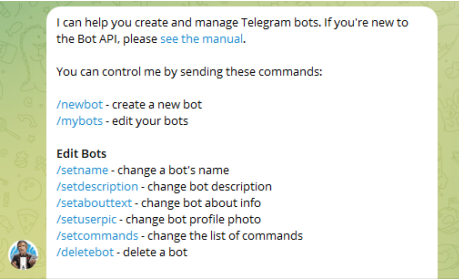 I can help you create and manage Telegram bots. If you're new to
the Bot API, please see the manual.
You can control me by sending these commands:
/newbot - create a new bot
/mybots - edit your bots
Edit Bots
/setname - change a bot's name
/setdescription - change bot description
/setabouttext - change bot about info
/setuserpic - change bot profile photo
/setcommands - change the list of commands
/deletebot - delete a bot